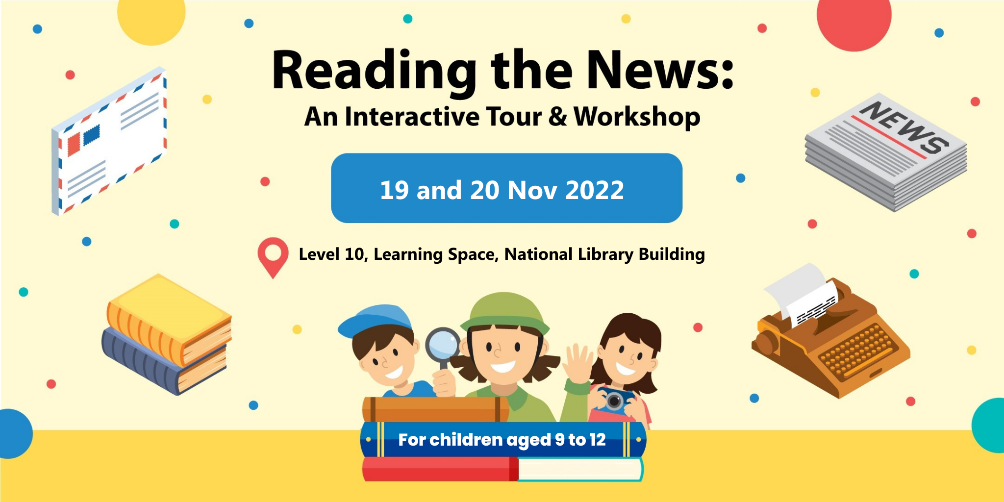 Reading the News:
An Interactive Tour & Workshop
NEWS
19 and 20 Nov 2022
Level 10, Learning Space, National Library Building
For children aged 9 to 12